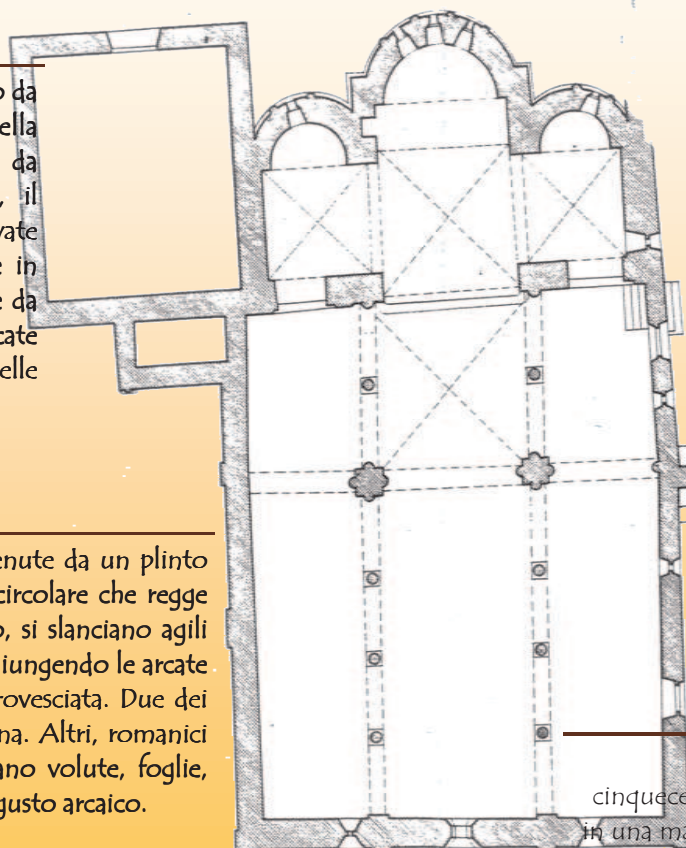 da
ella
da
il
vate
in
da
cate
elle
enute da un plinto
circolare che regge
si slanciano agili
iungendo le arcate
rovesciata. Due dei
na. Altri, romanici
ano volute, foglie,
gusto arcaico.
cinquece
in una ma